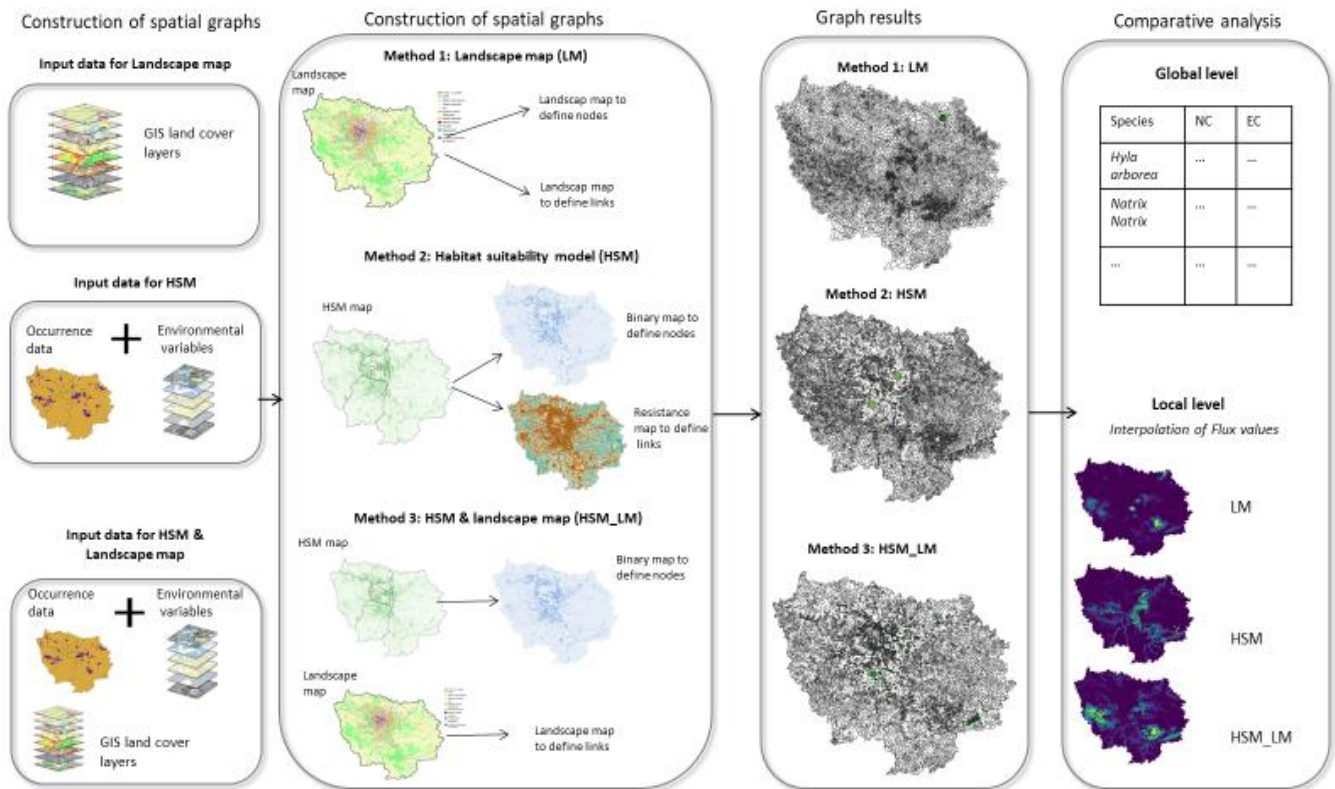 Construction of spatial graphs
Input data for Landscape map
GIS land cover
layers
Input data for HSM
Occurrence
data
+
Environmental
variables
Input data for HSM &
Landscape map
Occurrence
data
+
Environmental
variables
GIS land cover
layers
Construction of spatial graphs
Method 1: Landscape map (LM)
Landscape
map
Landscap map to
define nodes
Landscap map
to define links
Method 2: Habitat suitability model (HSM)
HSM map
Binary map to
define nodes
Resistance
map to define
links
Method 3: HSM & landscape map (HSM_LM)
HSM map
Binary map to
define nodes
Landscape
map
Landscape map
to define links
Graph results
Method 1: LM
Method 2: HSM
Method 3: HSM_LM
Comparative analysis
Global level
Species NC EC
Hyla
arborea ... ...
Natrix
Natrix ... ...
... ... ...
Local level
Interpolation of Flux values
LM
HSM
HSM_LM